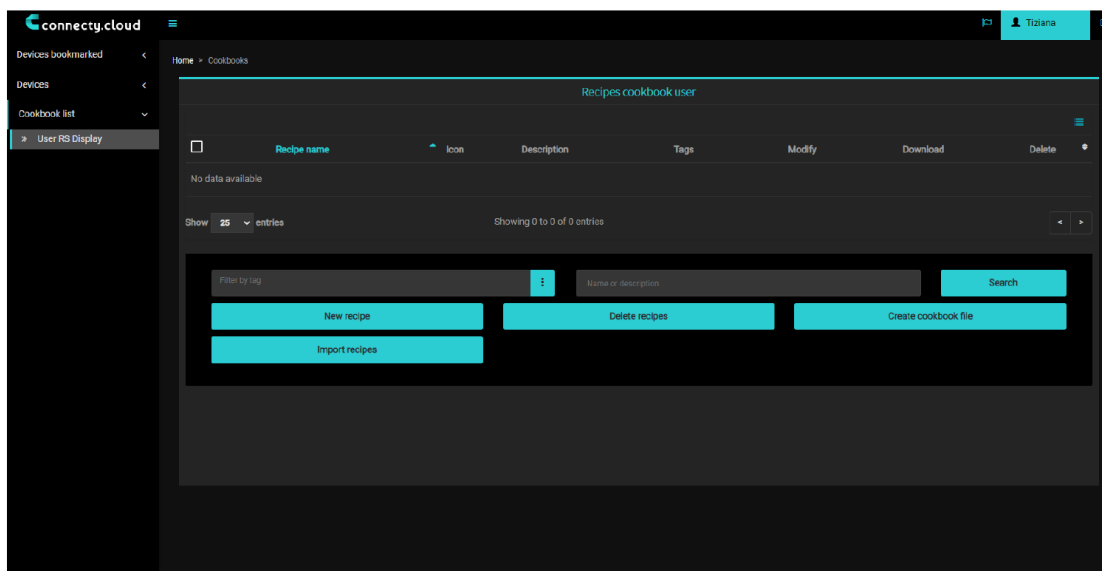 connecty.cloud
Tiziana
Devices bookmarked
Devices
Cookbook list
» User RS Display
Home > Cookbooks
Recipes cookbook user
Recipe name Icon Description Tags Modify Download Delete
No data available
Show 25 entries Showing 0 to 0 of 0 entries < >
Filter by tag Name or description Search
New recipe Delete recipes Create cookbook file
Import recipes